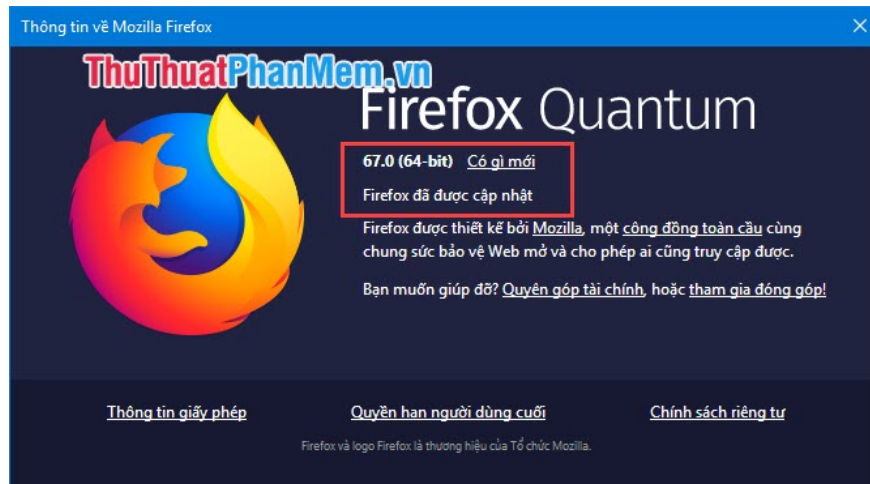 Thông tin về Mozilla Firefox
ThuThuatPhanMem.vn
Firefox Quantum
67.0 (64-bit) Có gì mới
Firefox đã được cập nhật
Firefox được thiết kế bởi Mozilla, một cộng đồng toàn cầu cùng
chung sức bảo vệ Web mở và cho phép ai cũng truy cập được.
Bạn muốn giúp đỡ? Quyên góp tài chính, hoặc tham gia đóng góp!
Thông tin giấy phép Quyền hạn người dùng cuối Chính sách riêng tư
Firefox và logo Firefox là thương hiệu của Tổ chức Mozilla.